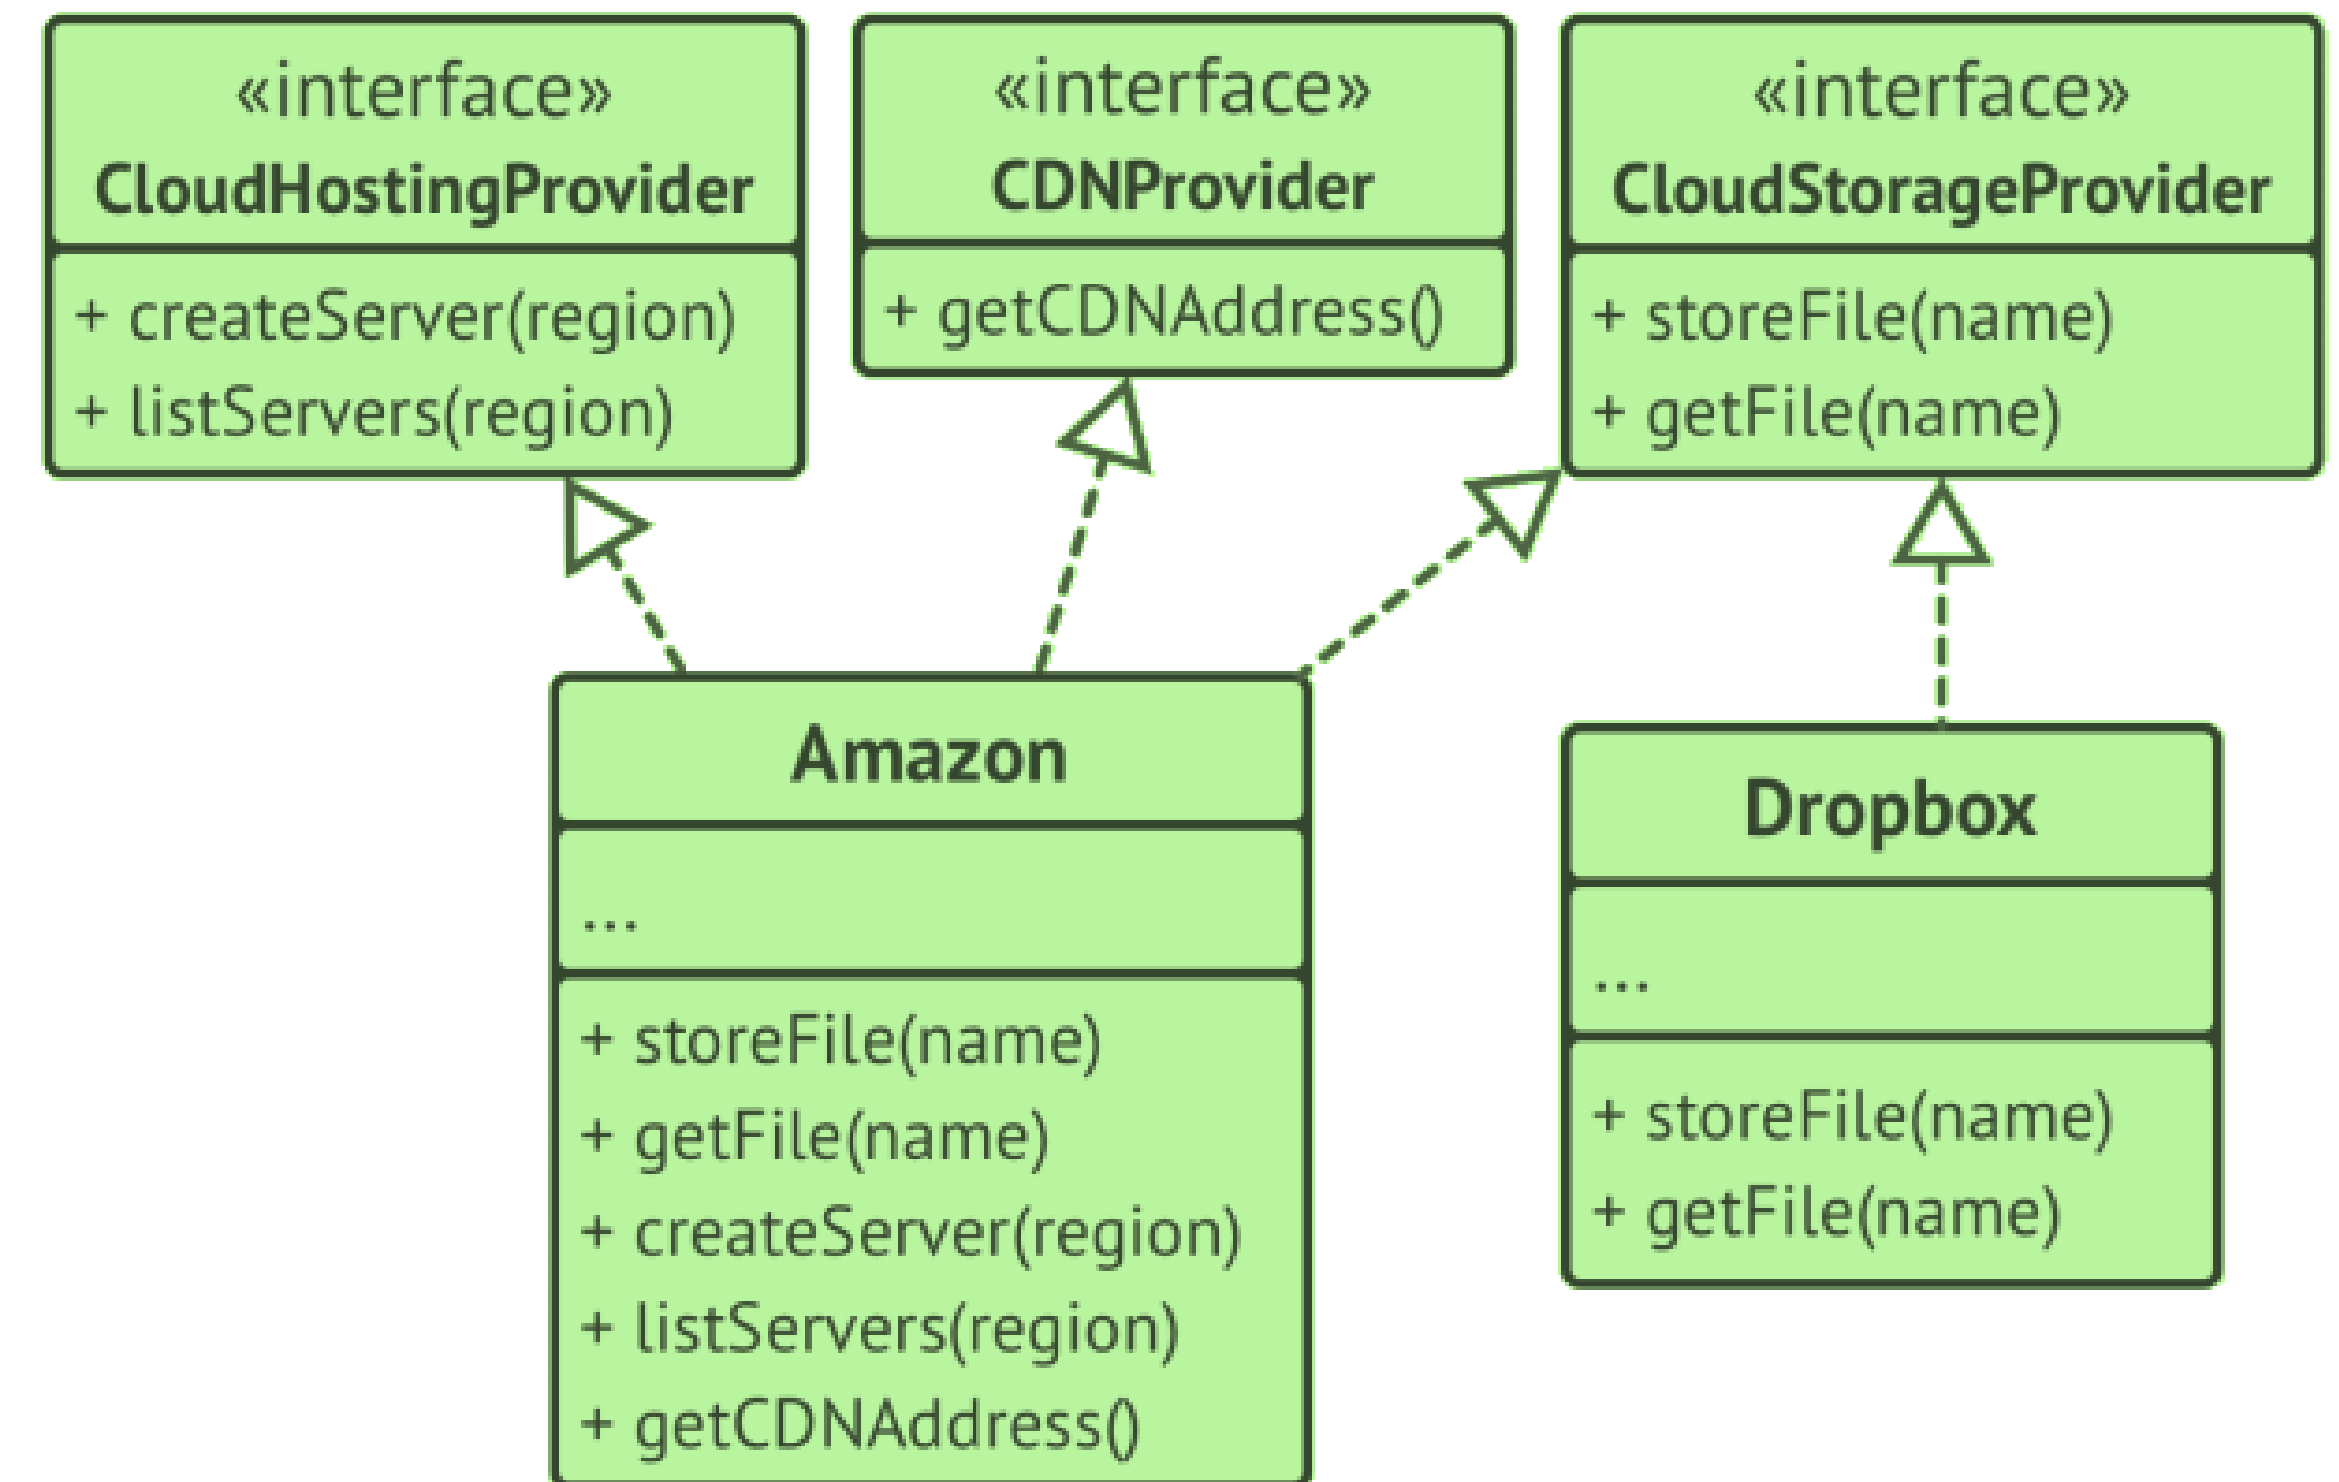 «interface»
CloudHostingProvider
+ createServer(region)
+ listServers(region)
«interface»
CDNProvider
+ getCDNAddress()
«interface»
CloudStorageProvider
+ storeFile(name)
+ getFile(name)
Amazon
...
+ storeFile(name)
+ getFile(name)
+ createServer(region)
+ listServers(region)
+ getCDNAddress()
Dropbox
...
+ storeFile(name)
+ getFile(name)